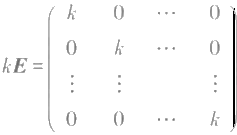 kE = ( k 0 ⋯ 0
0 k ⋯ 0
⋮ ⋮ ⋮
0 0 ⋯ k )